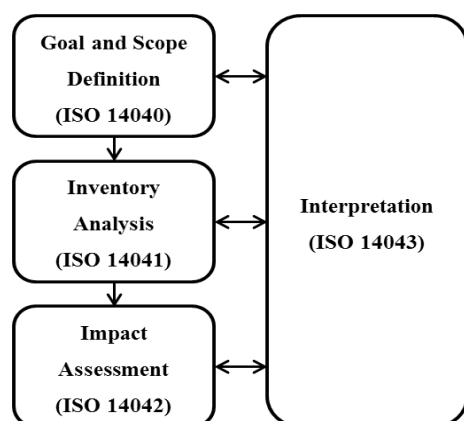 Goal and Scope
Definition
(ISO 14040)
Inventory
Analysis
(ISO 14041)
Impact
Assessment
(ISO 14042)
Interpretation
(ISO 14043)